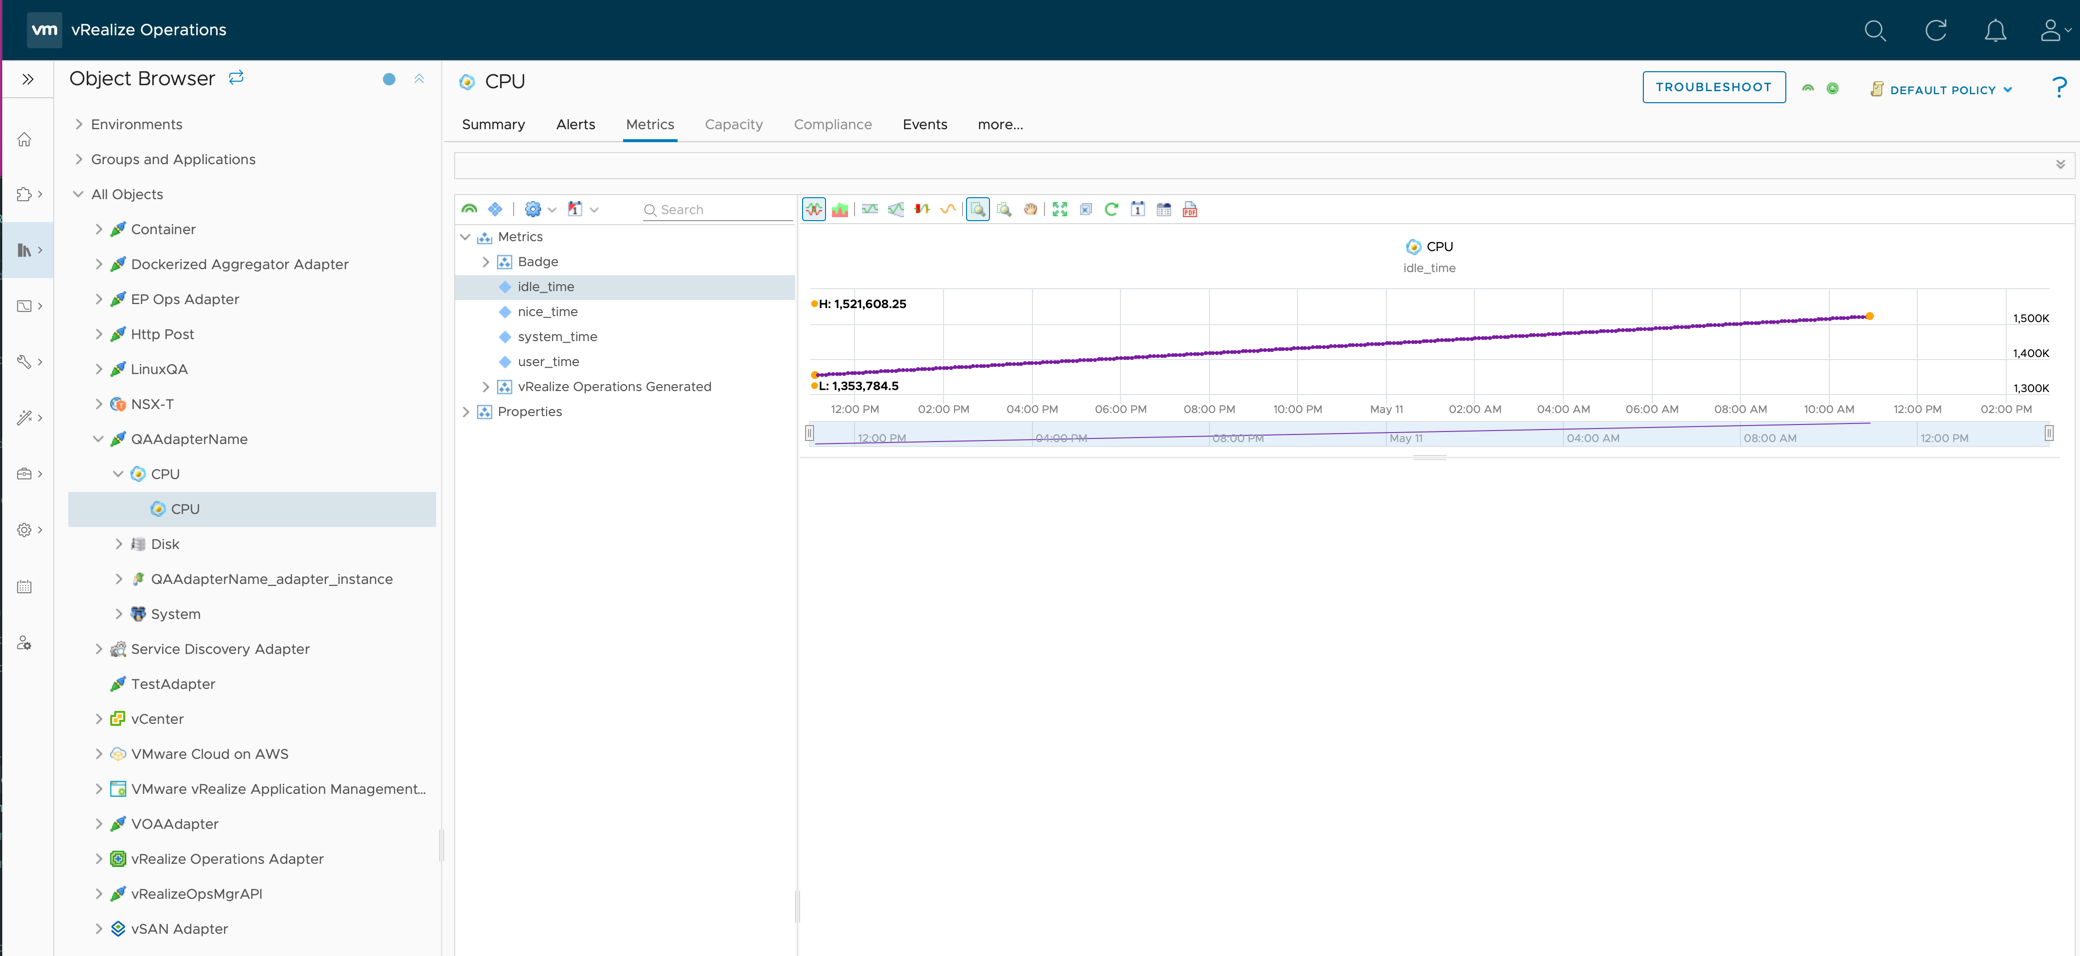 vm vRealize Operations
Object Browser
Environments
Groups and Applications
All Objects
Container
Dockerized Aggregator Adapter
EP Ops Adapter
Http Post
LinuxQA
NSX-T
QAAdapterName
CPU
CPU
Disk
QAAdapterName_adapter_instance
System
Service Discovery Adapter
TestAdapter
vCenter
VMware Cloud on AWS
VMware vRealize Application Management...
VOAAdapter
vRealize Operations Adapter
vRealizeOpsMgrAPI
vSAN Adapter
CPU
TROUBLESHOOT
DEFAULT POLICY
?
Summary Alerts Metrics Capacity Compliance Events more...
Search
Metrics
Badge
idle_time
nice_time
system_time
user_time
vRealize Operations Generated
Properties
CPU
idle_time
H: 1,521,608.25
1,500K
1,400K
L: 1,353,784.5
1,300K
12:00 PM 02:00 PM 04:00 PM 06:00 PM 08:00 PM 10:00 PM May 11 02:00 AM 04:00 AM 06:00 AM 08:00 AM 10:00 AM 12:00 PM 02:00 PM
12:00 PM 04:00 PM 08:00 PM May 11 04:00 AM 08:00 AM 12:00 PM